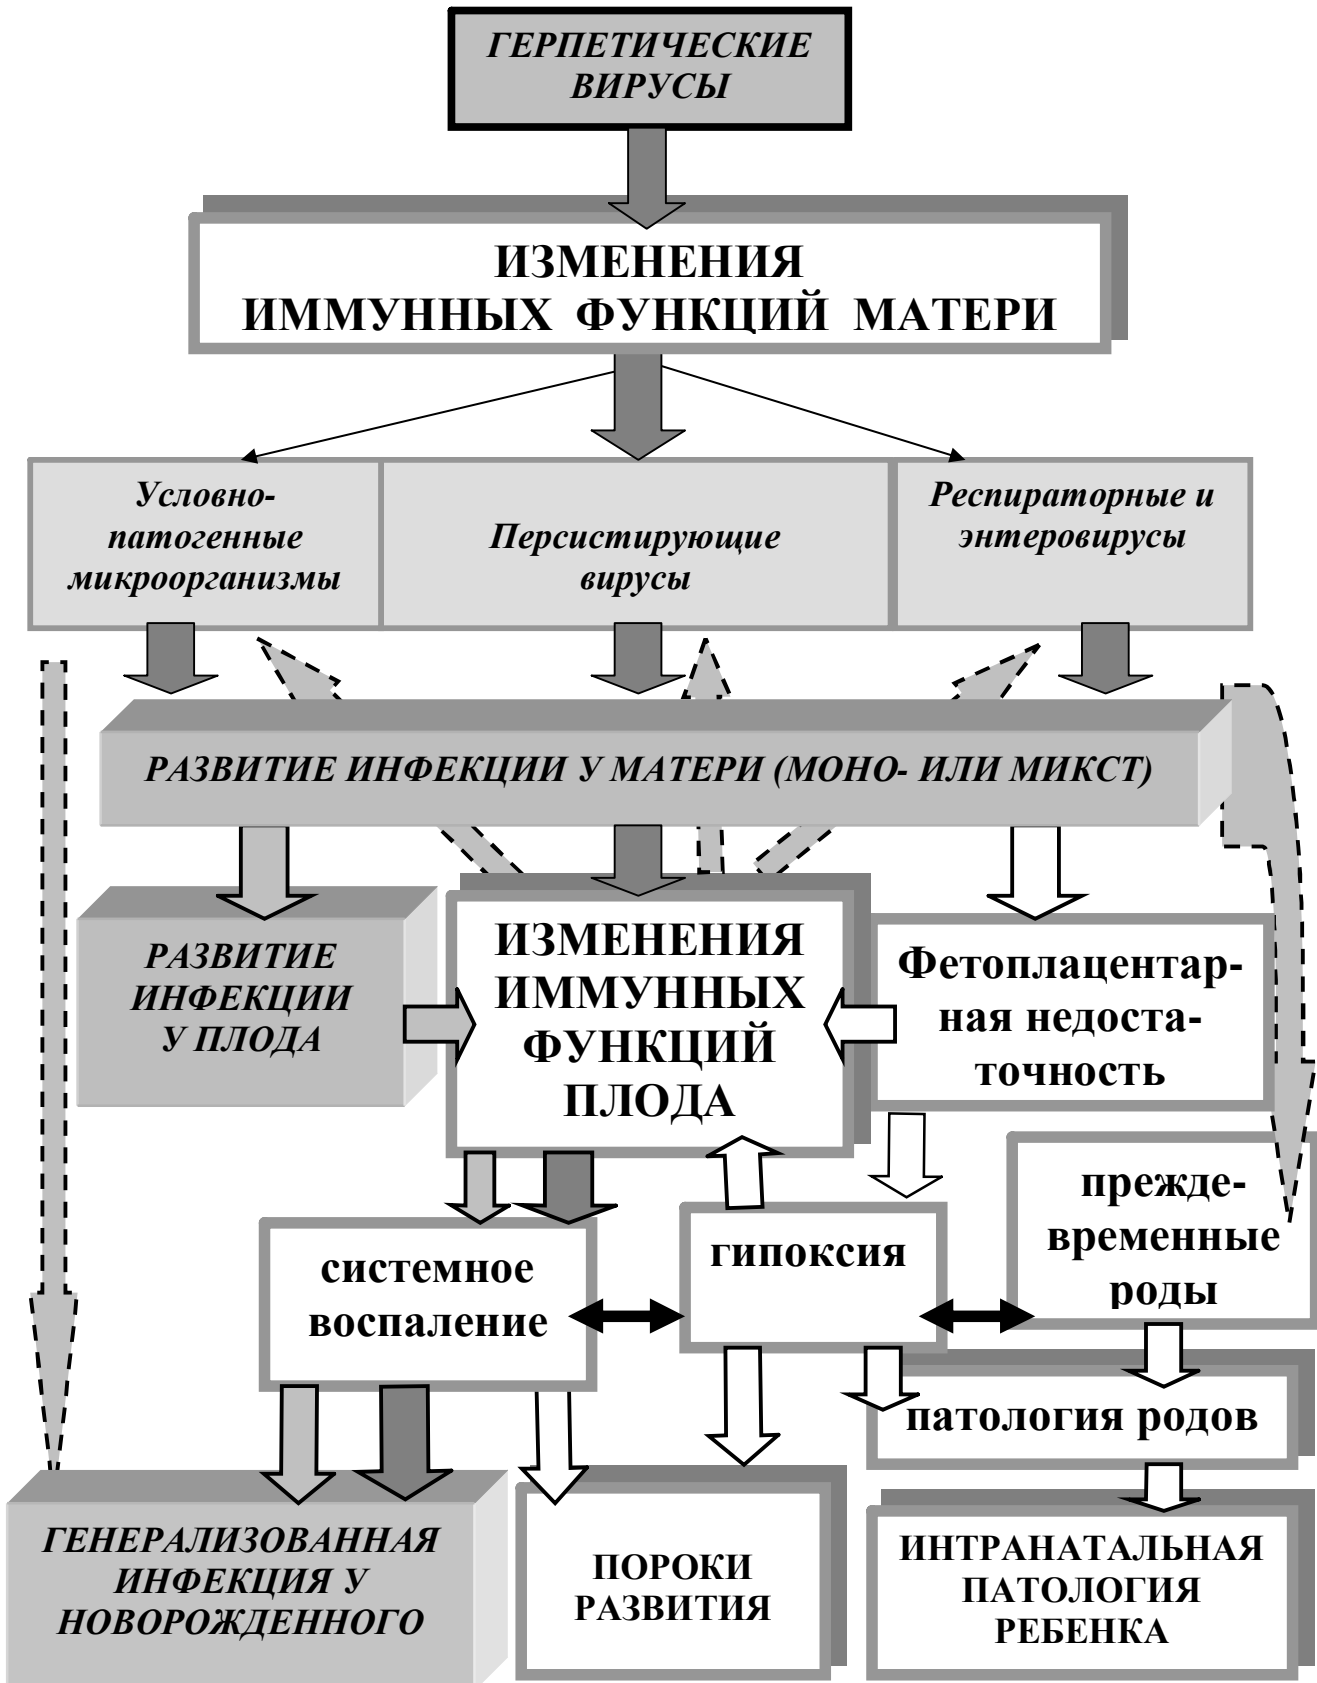 ГЕРПЕТИЧЕСКИЕ
ВИРУСЫ
ИЗМЕНЕНИЯ
ИММУННЫХ ФУНКЦИЙ МАТЕРИ
Условно-
патогенные
микроорганизмы
Персистирующие
вирусы
Респираторные и
энтеровирусы
РАЗВИТИЕ ИНФЕКЦИИ У МАТЕРИ (МОНО- ИЛИ МИКСТ)
РАЗВИТИЕ
ИНФЕКЦИИ
У ПЛОДА
ИЗМЕНЕНИЯ
ИММУННЫХ
ФУНКЦИЙ
ПЛОДА
Фетоплацентар-
ная недоста-
точность
системное
воспаление
гипоксия
прежде-
временные
роды
патология родов
ГЕНЕРАЛИЗОВАННАЯ
ИНФЕКЦИЯ У
НОВОРОЖДЕННОГО
ПОРОКИ
РАЗВИТИЯ
ИНТРАНАТАЛЬНАЯ
ПАТОЛОГИЯ
РЕБЕНКА